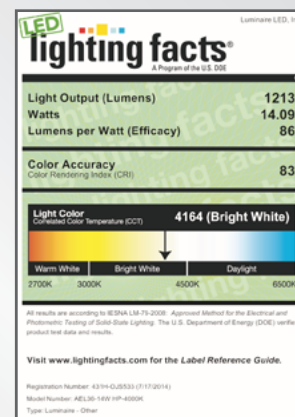 LED
lighting facts®
A Program of the U.S. DOE
Luminaire LED, I
Light Output (Lumens) 1213
Watts 14.09
Lumens per Watt (Efficacy) 86
Color Accuracy 83
Color Rendering Index (CRI)
Light Color 4164 (Bright White)
Correlated Color Temperature (CCT)
Warm White Bright White Daylight
2700K 3000K 4500K 6500K
All results are according to IESNA LM-79-2008: Approved Method for the Electrical and
Photometric Testing of Solid-State Lighting. The U.S. Department of Energy (DOE) verifie
product test data and results.
Visit www.lightingfacts.com for the Label Reference Guide.
Registration Number: (7/17/2014)
Model Number: HP-4000K
Type: Luminaire - Other